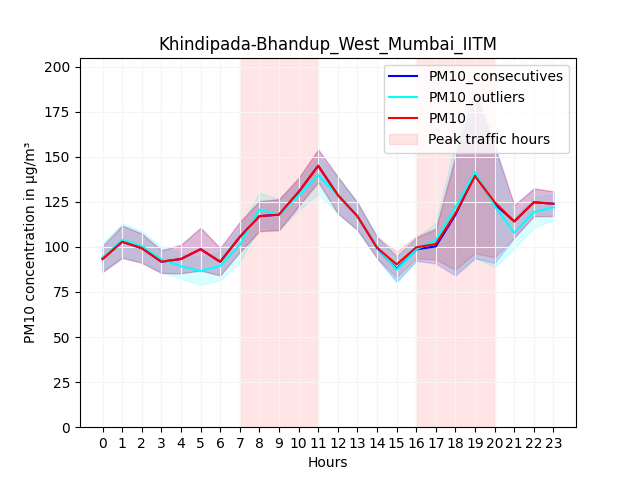 Khindipada-Bhandup_West_Mumbai_IITM
PM10 concentration in µg/m³
200
175
150
125
100
75
50
25
0
PM10_consecutives
PM10_outliers
PM10
Peak traffic hours
0 1 2 3 4 5 6 7 8 9 10 11 12 13 14 15 16 17 18 19 20 21 22 23
Hours